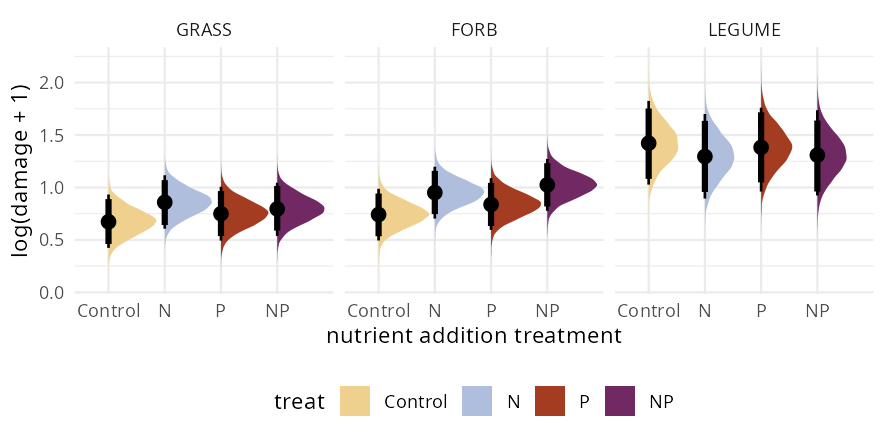 GRASS FORB LEGUME
log(damage + 1)
2.0
1.5
1.0
0.5
0.0
Control N P NP Control N P NP Control N P NP
nutrient addition treatment
treat Control N P NP